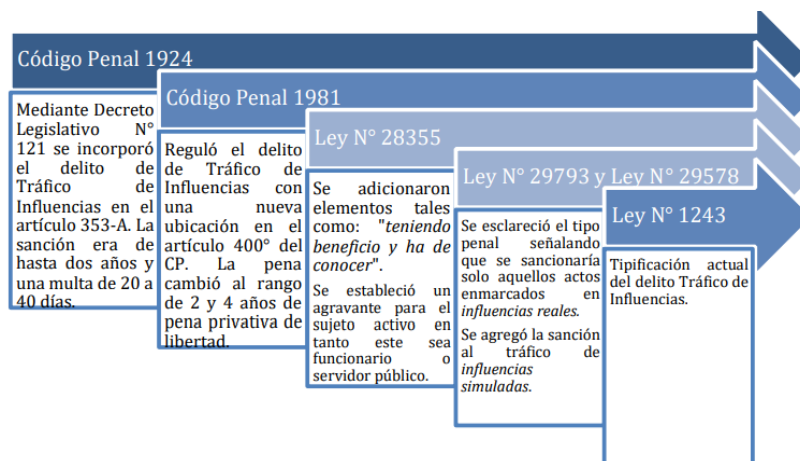 Código Penal 1924
Mediante Decreto
Legislativo N°
121 se incorporó
el delito de
Tráfico de
Influencias en el
artículo 353-A. La
sanción era de
hasta dos años y
una multa de 20 a
40 días.
Código Penal 1981
Reguló el delito
de Tráfico de
Influencias con
una nueva
ubicación en el
artículo 400° del
CP. La pena
cambió al rango
de 2 y 4 años de
pena privativa de
libertad.
Ley N° 28355
Se adicionaron
elementos tales
como: "teniendo
beneficio y ha de
conocer".
Se estableció un
agravante para el
sujeto activo en
tanto este sea
funcionario o
servidor público.
Ley N° 29793 y Ley N° 29578
Se esclareció el tipo
penal señalando
que se sancionaría
solo aquellos actos
enmarcados en
influencias reales.
Se agregó la sanción
al tráfico de
influencias
simuladas.
Ley N° 1243
Tipificación actual
del delito Tráfico de
Influencias.